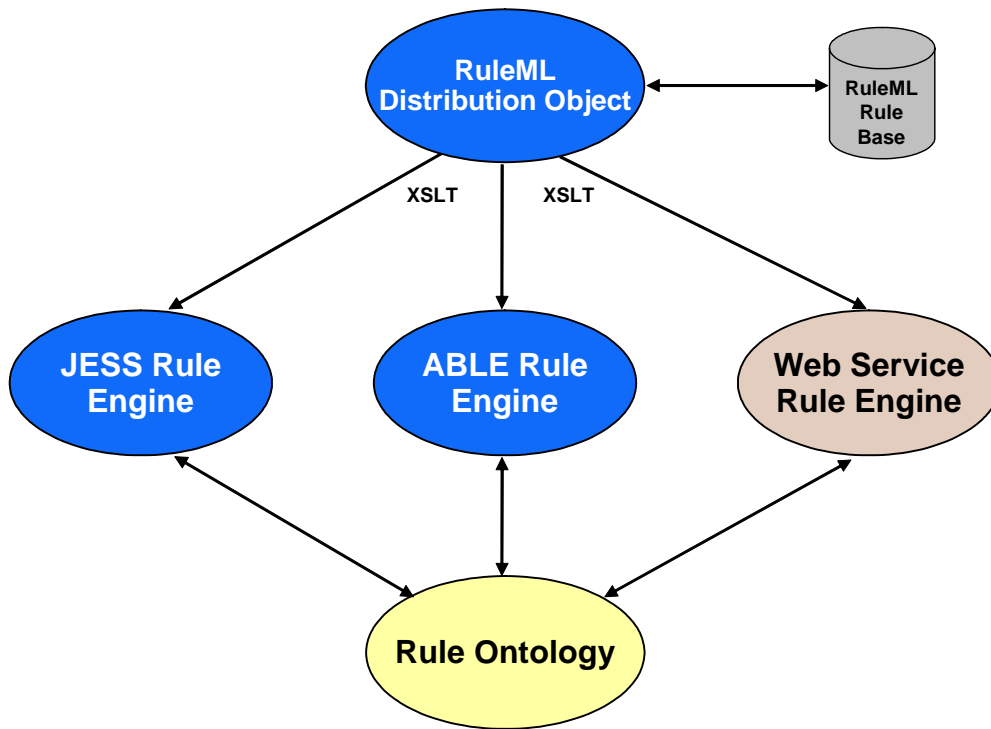 RuleML
Distribution Object
RuleML
Rule
Base
XSLT
XSLT
JESS Rule
Engine
ABLE Rule
Engine
Web Service
Rule Engine
Rule Ontology